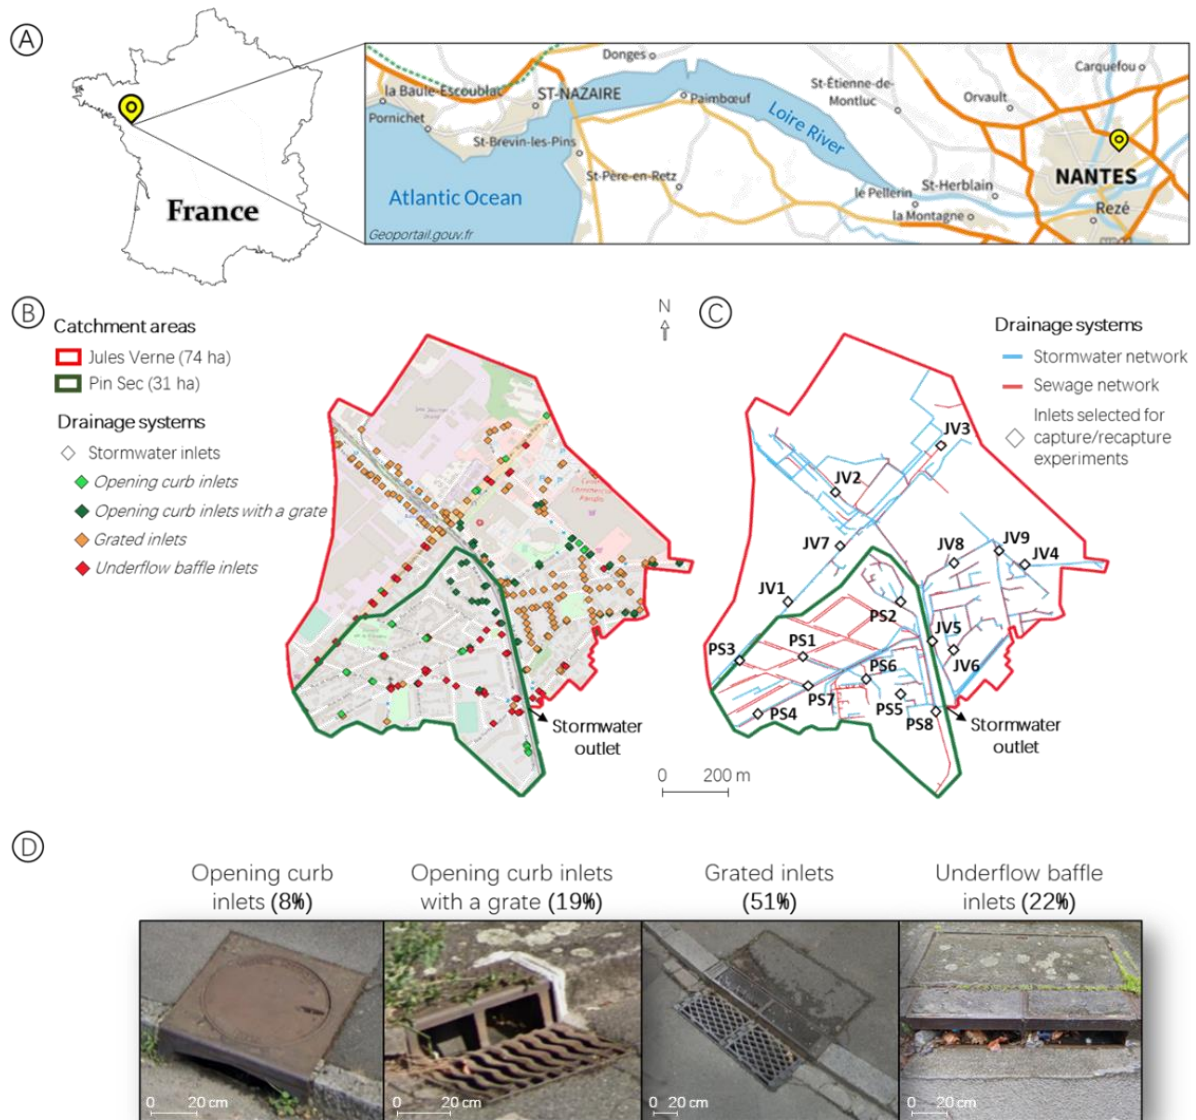 A
France
Donges
la Baule-Escoublac
ST-NAZAIRE
Pornichet
St-Brevin-les-Pins
Paimbœuf
St-Père-en-Retz
Loire River
St-Étienne-de-
Montluc
Orvault
Carquefou
NANTES
le Pellerin
St-Herblain
la Montagne
Rezé
Atlantic Ocean
Geoportail.gouv.fr
B
Catchment areas
Jules Verne (74 ha)
Pin Sec (31 ha)
Drainage systems
Stormwater inlets
Opening curb inlets
Opening curb inlets with a grate
Grated inlets
Underflow baffle inlets
Stormwater
outlet
N
0 200 m
C
Drainage systems
Stormwater network
Sewage network
Inlets selected for
capture/recapture
experiments
JV3
JV2
JV7
JV8
JV9
JV4
JV1
PS2
JV5
PS3
PS1
PS6
JV6
PS7
PS5
PS4
PS8
Stormwater
outlet
D
Opening curb
inlets (8%)
Opening curb inlets
with a grate (19%)
Grated inlets
(51%)
Underflow baffle
inlets (22%)
0 20 cm
0 20 cm
0 20 cm
0 20 cm